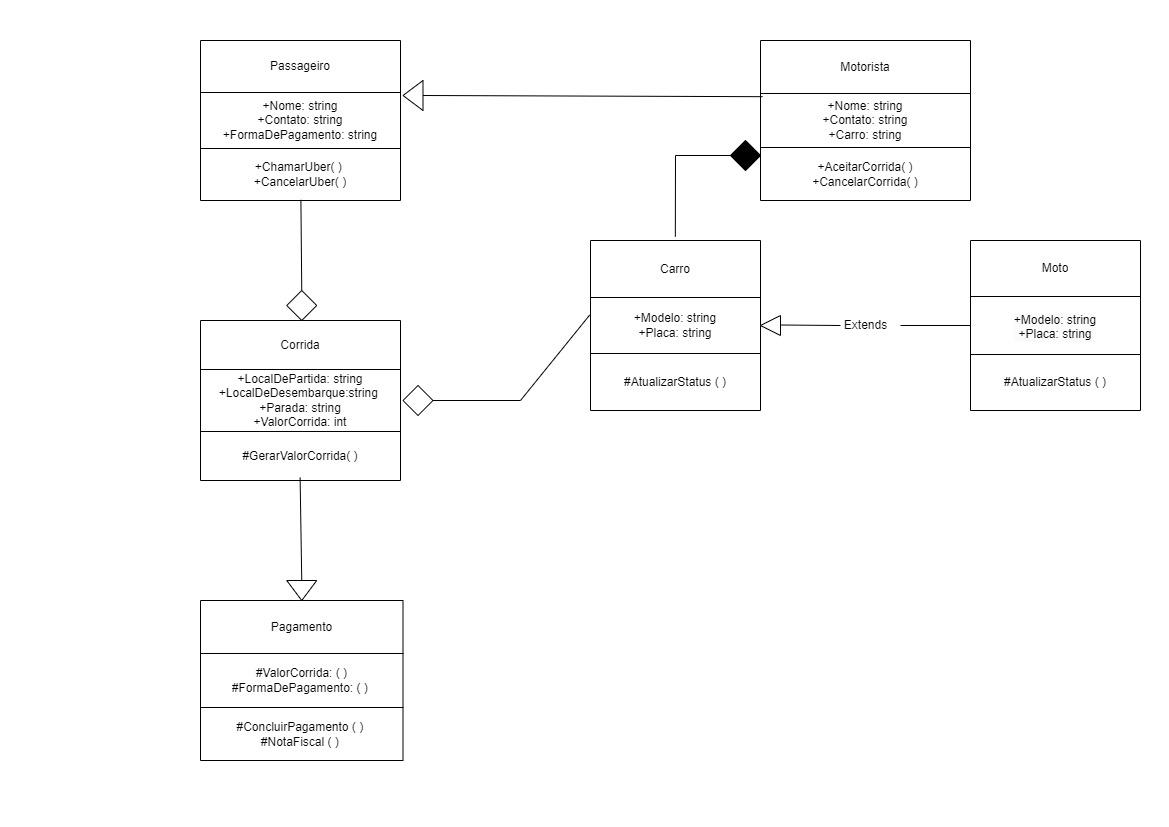 Passageiro
+Nome: string
+Contato: string
+FormaDePagamento: string
+ChamarUber( )
+CancelarUber( )
Motorista
+Nome: string
+Contato: string
+Carro: string
+AceitarCorrida( )
+CancelarCorrida( )
Carro
+Modelo: string
+Placa: string
#AtualizarStatus ( )
Extends
Moto
+Modelo: string
+Placa: string
#AtualizarStatus ( )
Corrida
+LocalDePartida: string
+LocalDeDesembarque:string
+Parada: string
+ValorCorrida: int
#GerarValorCorrida( )
Pagamento
#ValorCorrida: ( )
#FormaDePagamento: ( )
#ConcluirPagamento ( )
#NotaFiscal ( )